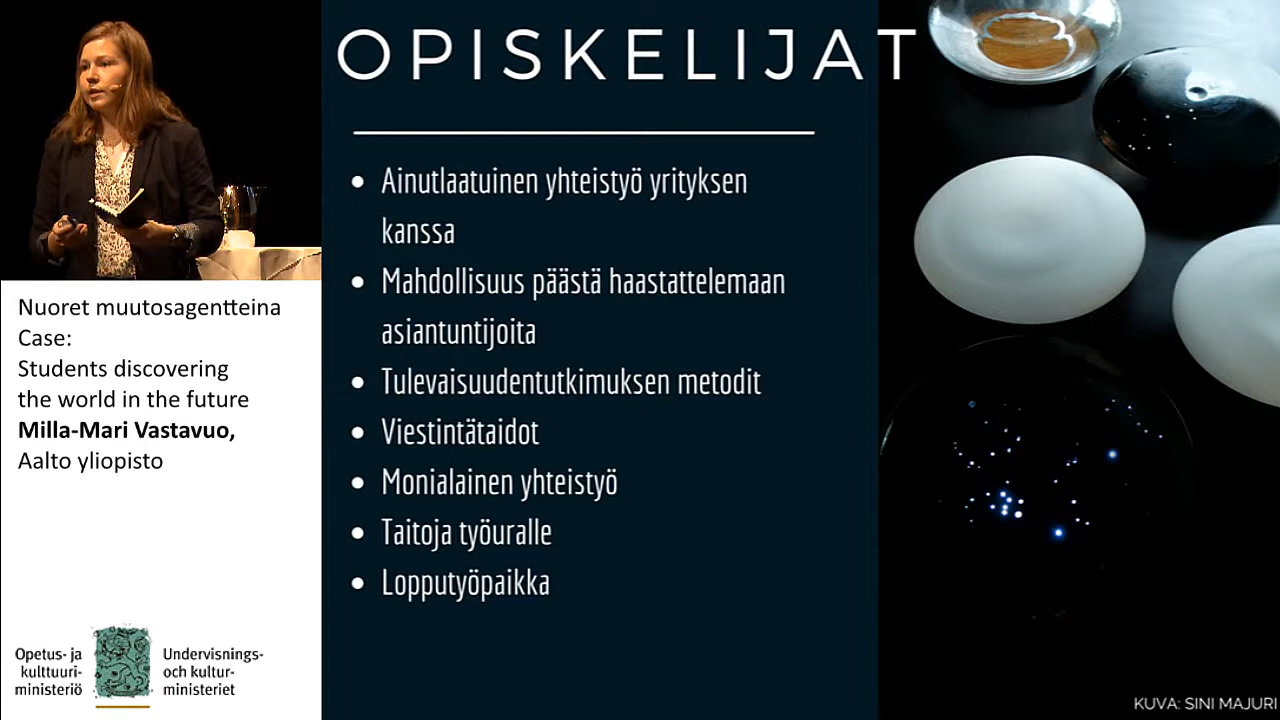 OPISKELIJAT
• Ainutlaatuinen yhteistyö yrityksen
kanssa
• Mahdollisuus päästä haastattelemaan
asiantuntijoita
• Tulevaisuudentutkimuksen metodit
• Viestintätaidot
• Monialainen yhteistyö
• Taitoja työuralle
• Lopputyöpaikka
Nuoret muutosagentteina
Case:
Students discovering
the world in the future
Milla-Mari Vastavuo,
Aalto yliopisto
Opetus- ja
kulttuuri-
ministeriö
Undervisnings-
och kultur-
ministeriet
KUVA: SINI MAJURI